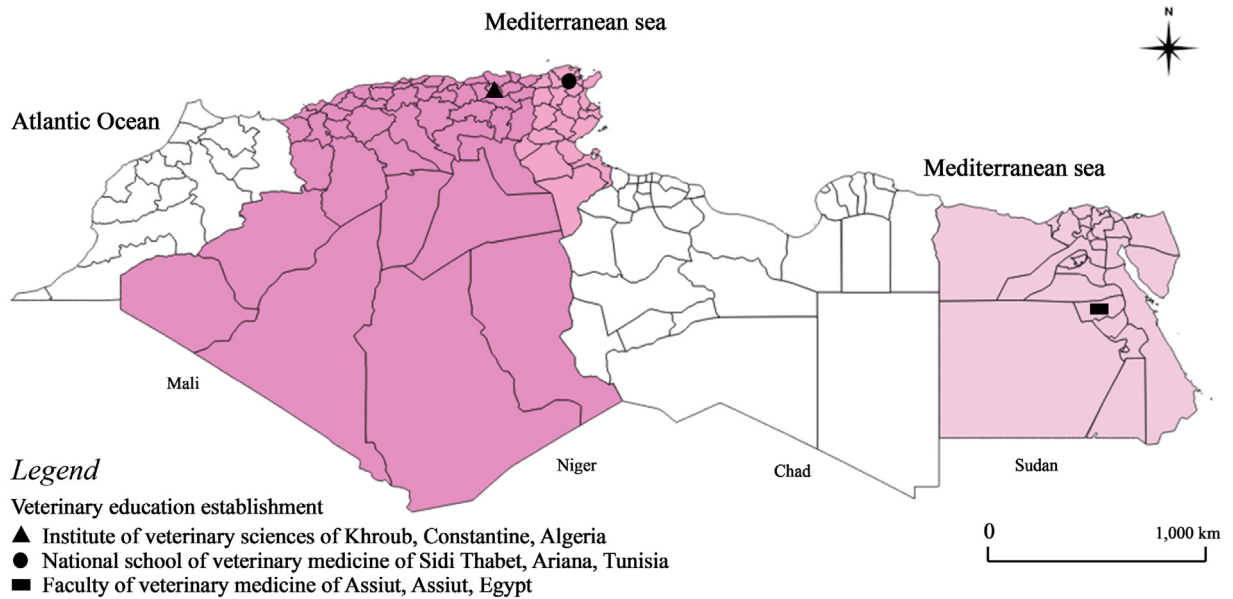 N
Mediterranean sea
Atlantic Ocean
Mediterranean sea
Mali
Niger
Chad
Sudan
Legend
Veterinary education establishment
Institute of veterinary sciences of Khroub, Constantine, Algeria
National school of veterinary medicine of Sidi Thabet, Ariana, Tunisia
Faculty of veterinary medicine of Assiut, Assiut, Egypt
0 1,000 km